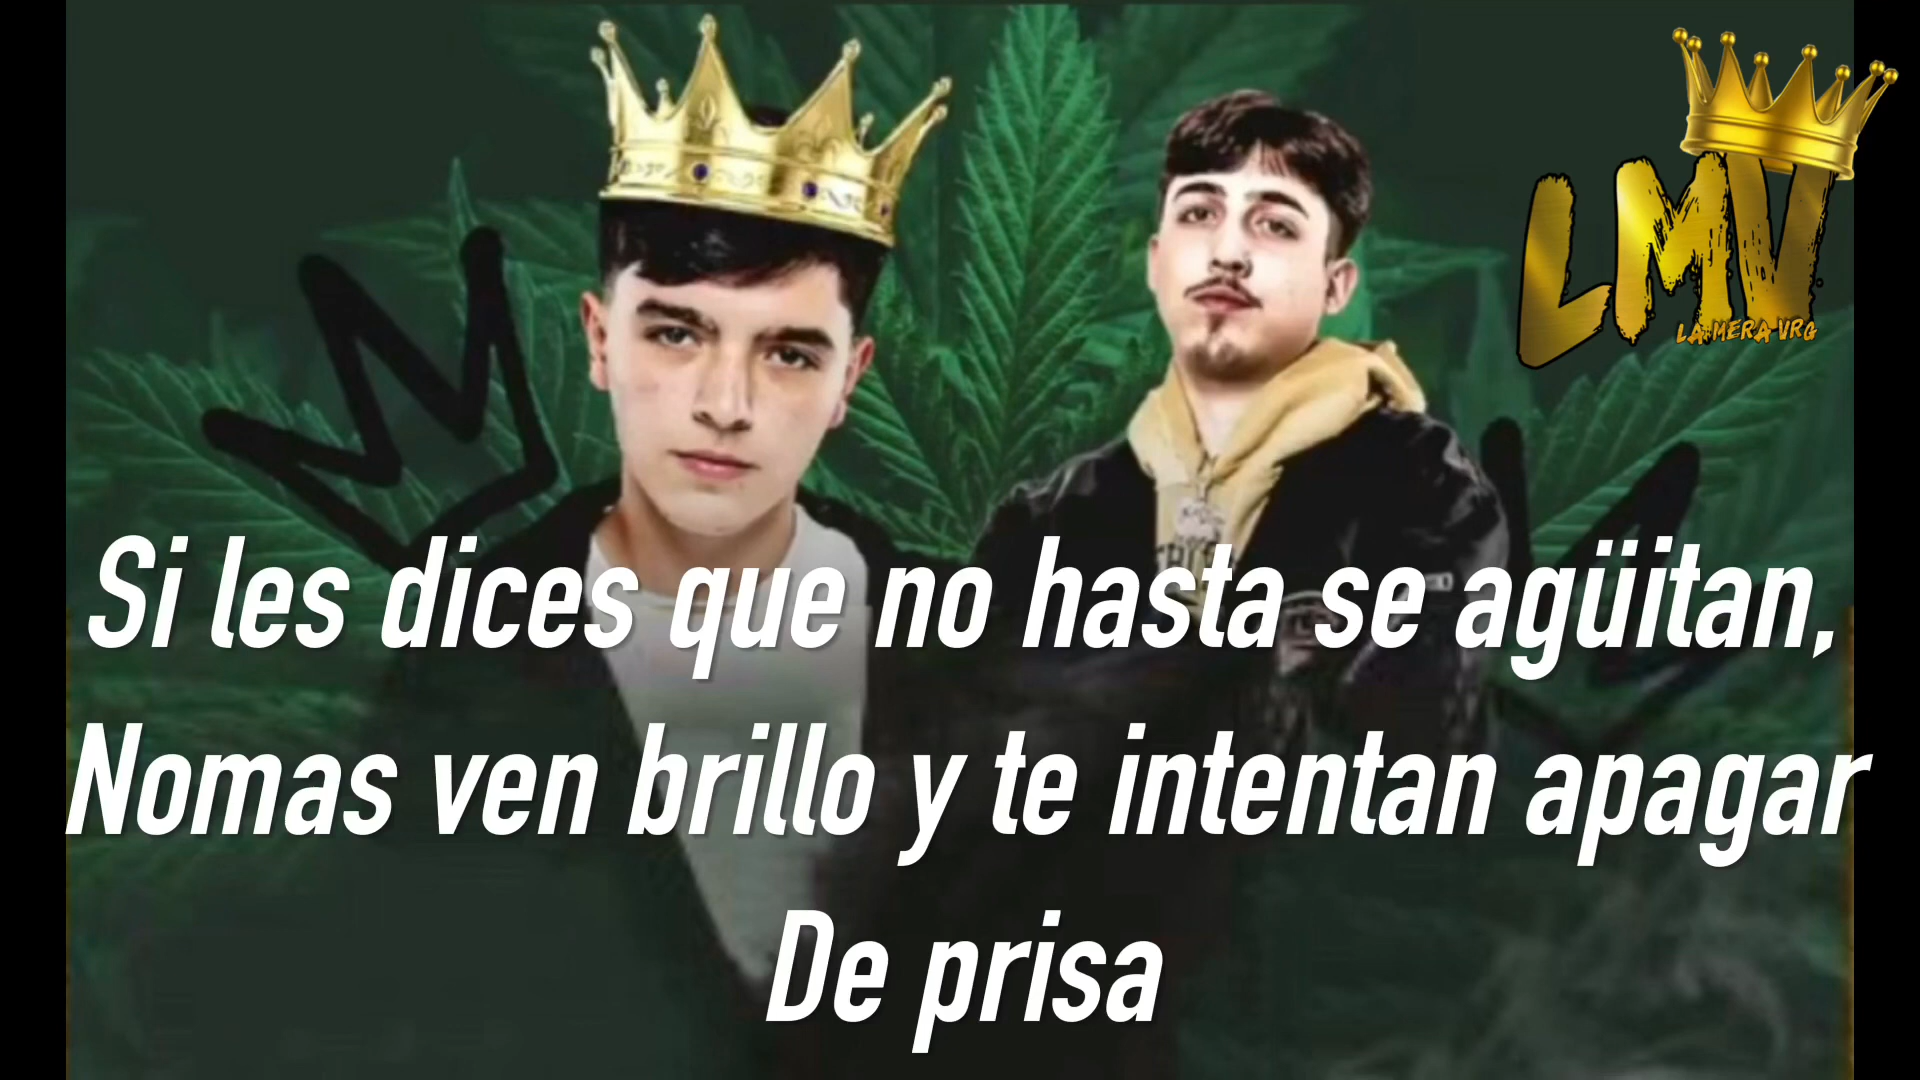 LMV
LA MERA VRG
Si les dices que no hasta se agüitan,
Nomas ven brillo y te intentan apagar
De prisa